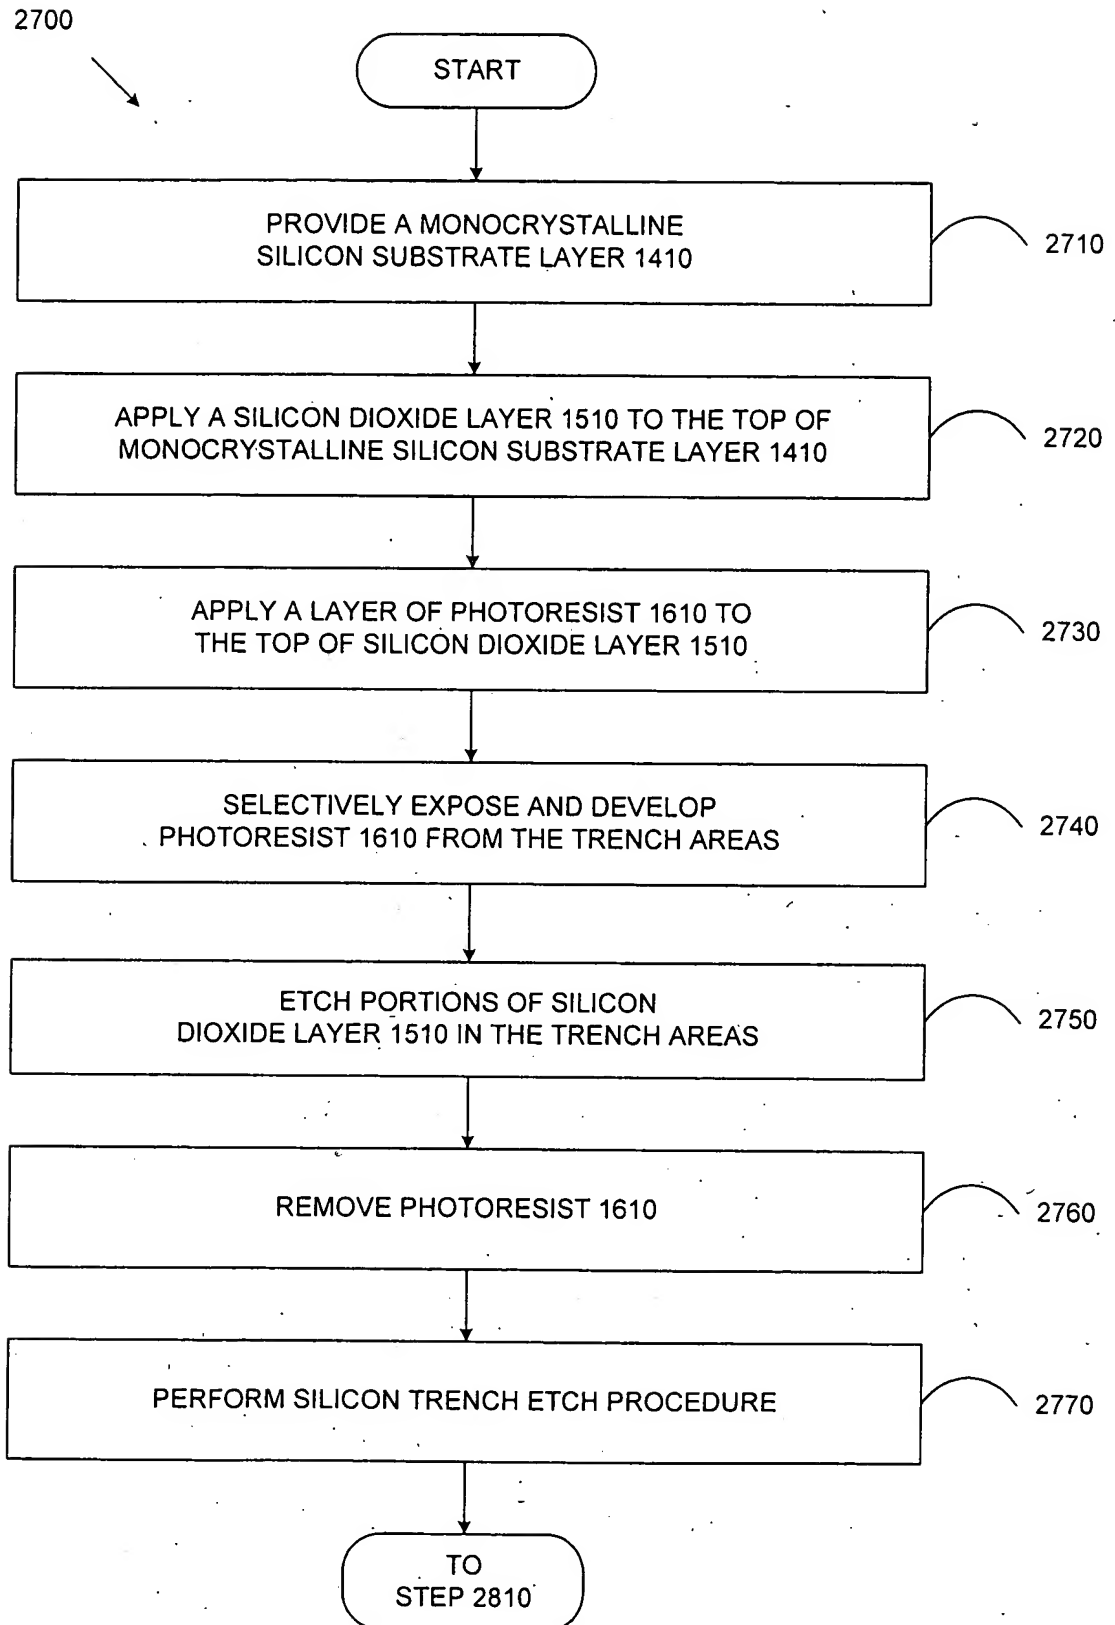 2700
START
PROVIDE A MONOCRYSTALLINE
SILICON SUBSTRATE LAYER 1410
2710
APPLY A SILICON DIOXIDE LAYER 1510 TO THE TOP OF
MONOCRYSTALLINE SILICON SUBSTRATE LAYER 1410
2720
APPLY A LAYER OF PHOTORESIST 1610 TO
THE TOP OF SILICON DIOXIDE LAYER 1510
2730
SELECTIVELY EXPOSE AND DEVELOP
PHOTORESIST 1610 FROM THE TRENCH AREAS
2740
ETCH PORTIONS OF SILICON
DIOXIDE LAYER 1510 IN THE TRENCH AREAS
2750
REMOVE PHOTORESIST 1610
2760
PERFORM SILICON TRENCH ETCH PROCEDURE
2770
TO
STEP 2810